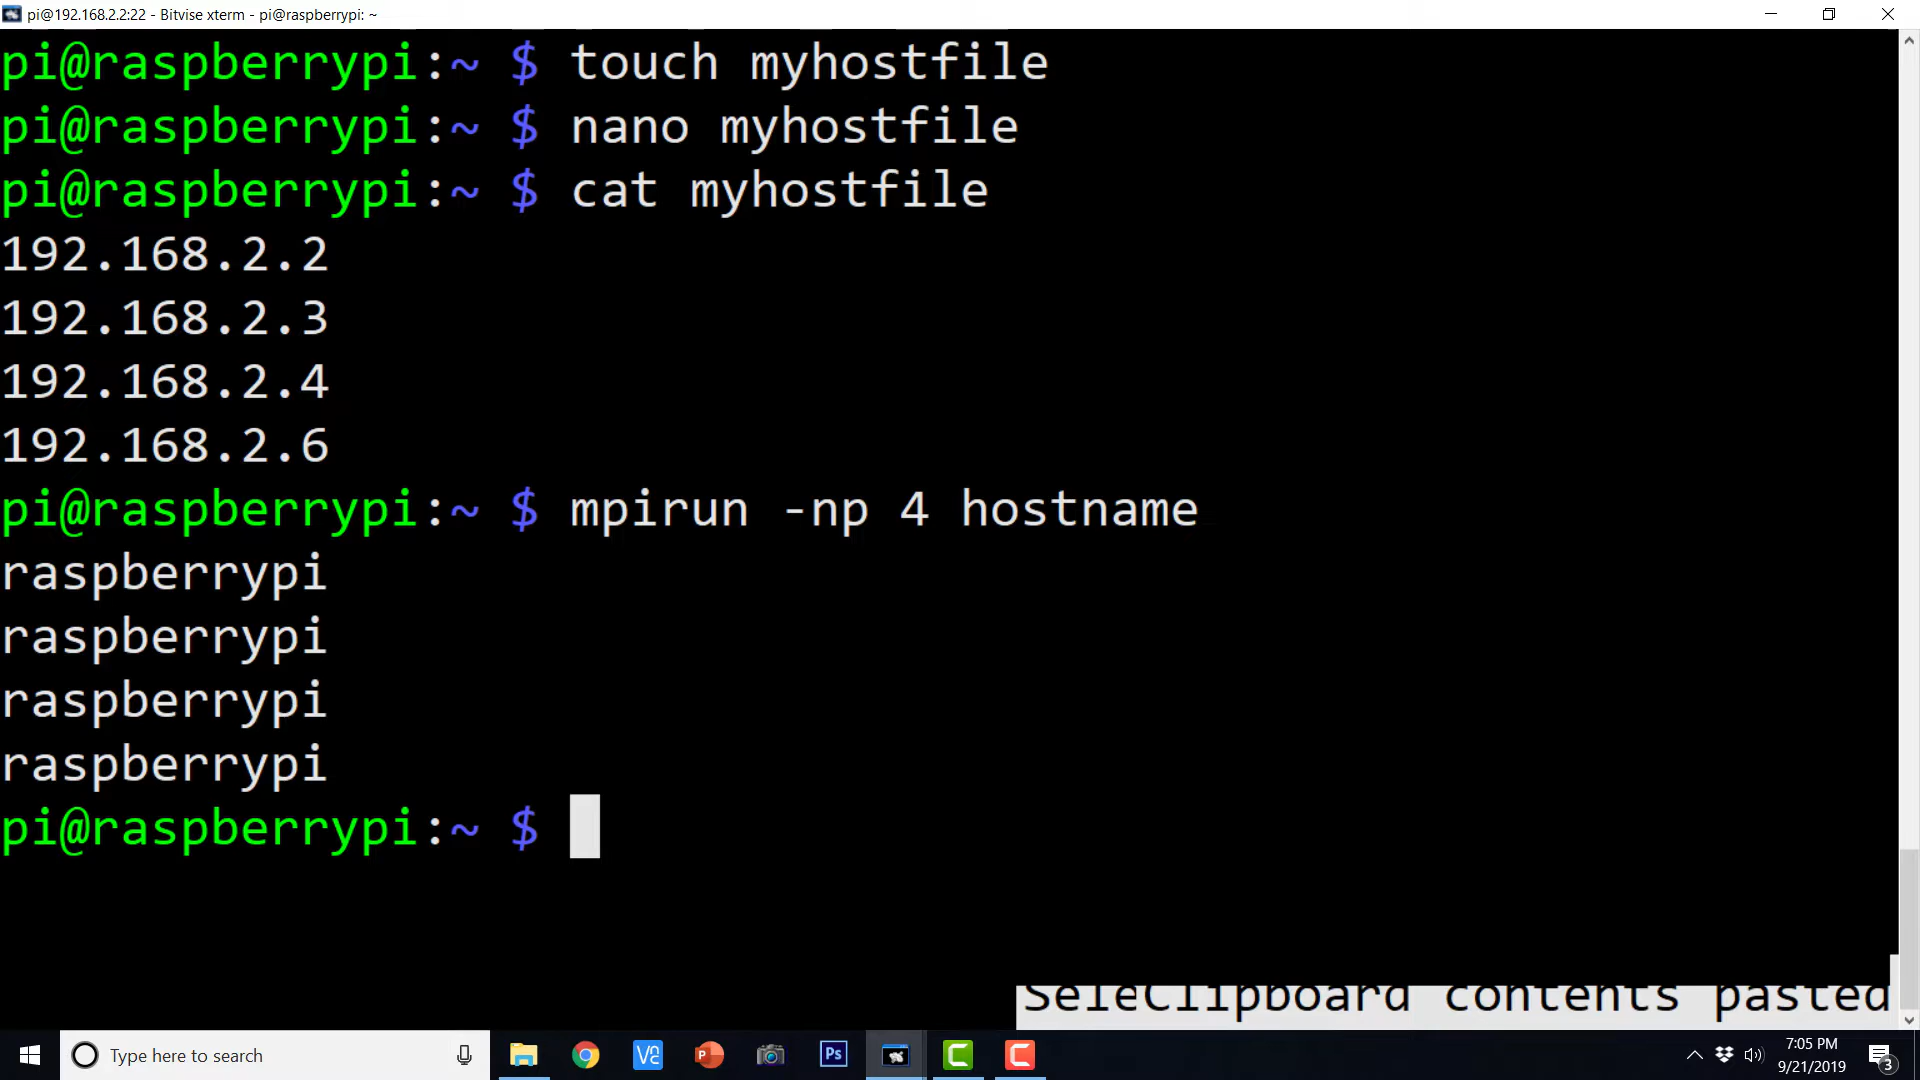 pi@192.168.2.2:22 - Bitvise xterm - pi@raspberrypi: ~
pi@raspberrypi:~ $ touch myhostfile
pi@raspberrypi:~ $ nano myhostfile
pi@raspberrypi:~ $ cat myhostfile
192.168.2.2
192.168.2.3
192.168.2.4
192.168.2.6
pi@raspberrypi:~ $ mpirun -np 4 hostname
raspberrypi
raspberrypi
raspberrypi
raspberrypi
pi@raspberrypi:~ $
SeleClipboard contents pasted
Type here to search
Ps
7:05 PM
9/21/2019
3